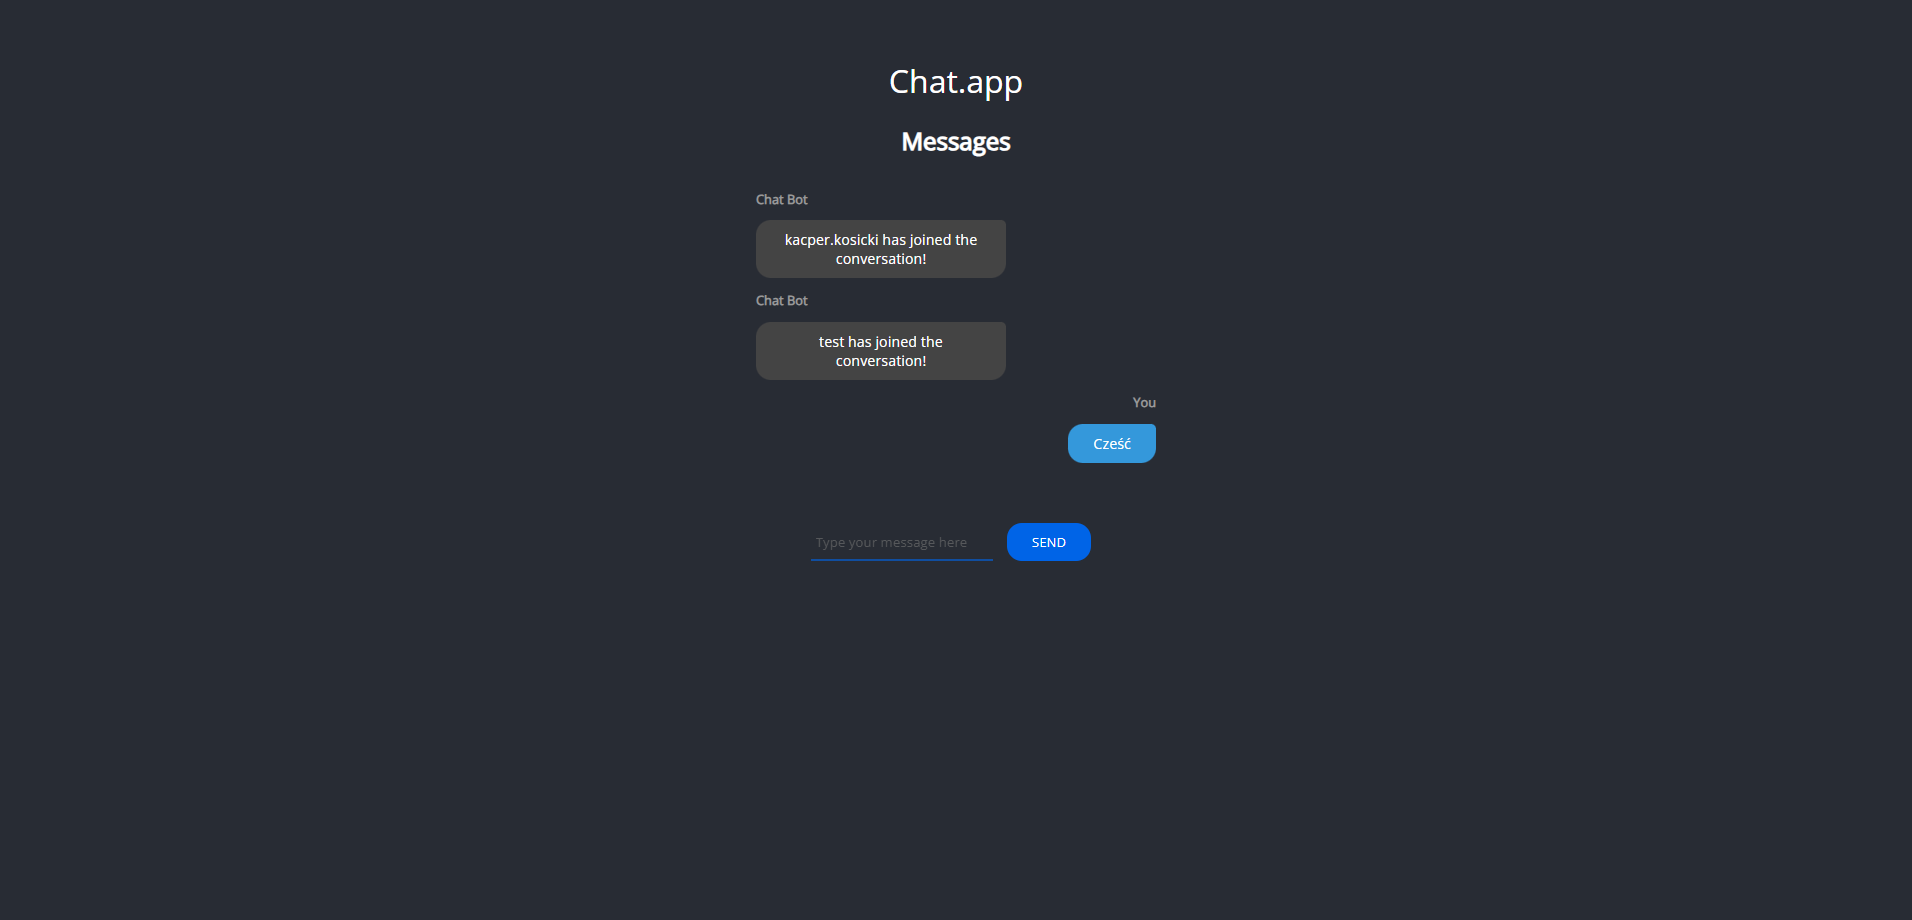 Chat.app
Messages
Chat Bot
kacper.kosicki has joined the
conversation!
Chat Bot
test has joined the
conversation!
You
Cześć
Type your message here
SEND